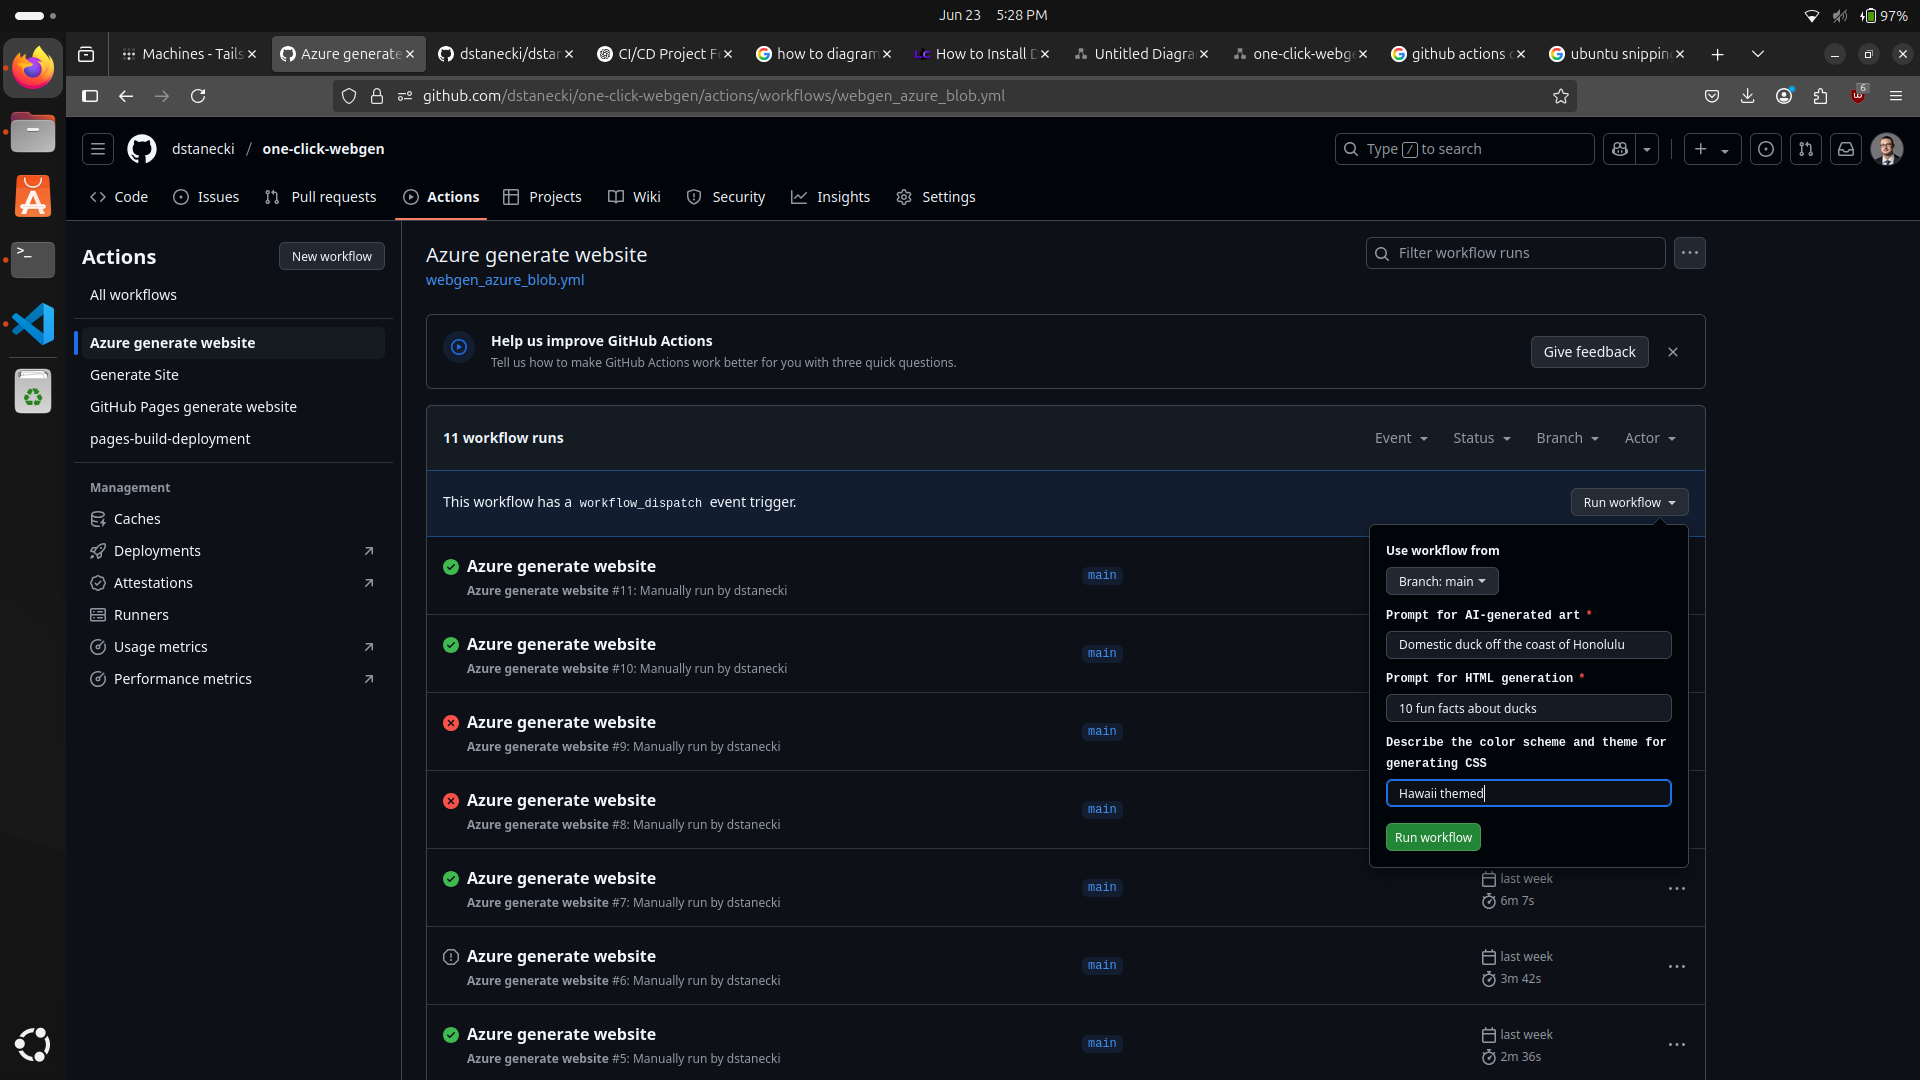 Jun 23 5:28 PM
97%
Machines - Tails
Azure generate
dstanecki/dstan
CI/CD Project F
how to diagram
How to Install D
Untitled Diagra
one-click-webge
github actions
ubuntu snipping
github.com/dstanecki/one-click-webgen/actions/workflows/webgen_azure_blob.yml
6
dstanecki / one-click-webgen
Type / to search
Code
Issues
Pull requests
Actions
Projects
Wiki
Security
Insights
Settings
Actions
New workflow
All workflows
Azure generate website
Generate Site
GitHub Pages generate website
pages-build-deployment
Management
Caches
Deployments
Attestations
Runners
Usage metrics
Performance metrics
Azure generate website
webgen_azure_blob.yml
Filter workflow runs
Help us improve GitHub Actions
Tell us how to make GitHub Actions work better for you with three quick questions.
Give feedback
11 workflow runs
Event
Status
Branch
Actor
This workflow has a workflow_dispatch event trigger.
Run workflow
Use workflow from
Branch: main
Prompt for AI-generated art *
Domestic duck off the coast of Honolulu
Prompt for HTML generation *
10 fun facts about ducks
Describe the color scheme and theme for
generating CSS
Hawaii themed
Run workflow
Azure generate website
Azure generate website #11: Manually run by dstanecki
main
Azure generate website
Azure generate website #10: Manually run by dstanecki
main
Azure generate website
Azure generate website #9: Manually run by dstanecki
main
Azure generate website
Azure generate website #8: Manually run by dstanecki
main
Azure generate website
Azure generate website #7: Manually run by dstanecki
main
last week
6m 7s
Azure generate website
Azure generate website #6: Manually run by dstanecki
main
last week
3m 42s
Azure generate website
Azure generate website #5: Manually run by dstanecki
main
last week
2m 36s